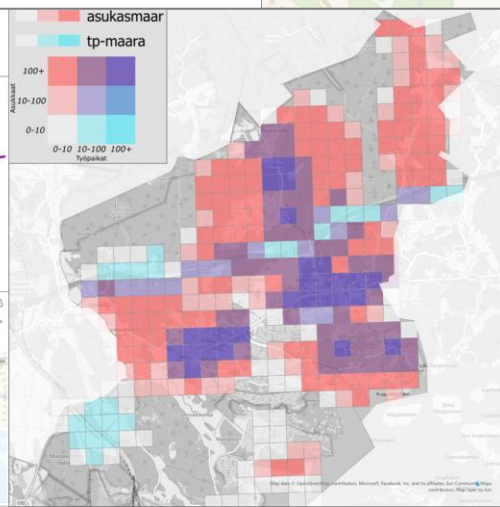 asukasmaar
tp-maara
100+
10-100
0-10
Asukkaat
0-10 10-100 100+
Työpaikat
Map data © OpenStreetMap contributors, Microsoft, Facebook, Inc. and its affiliates, Esri Community Maps
contributors, Map layer by Esri